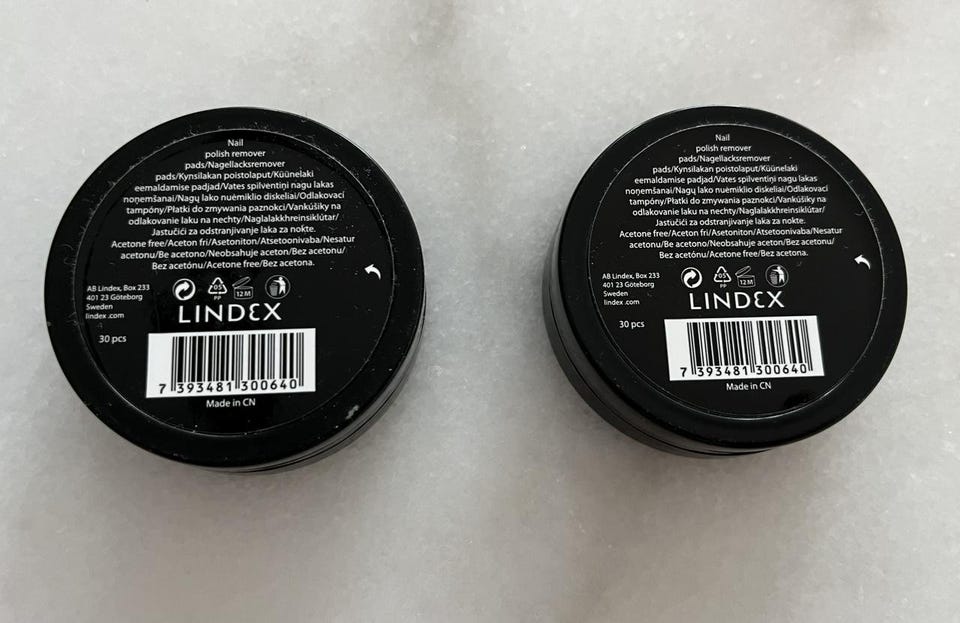 Nail
polish remover
pads/Nagellacksremover
pads/Kynsilakan poistolaput/Küünelaki
eemaldamise padjad/Vates spilventiņi nagu lakas
noņemšanai/Nagų lako nuėmiklio diskeliai/Odlakovací
tampóny/Płatki do zmywania paznokci/Vankúšiky na
odlakovanie laku na nechty/Naglalakkhreinsiklútar/
Jastučići za odstranjivanje laka za nokte.
Acetone free/Aceton fri/Asetoniton/Atsetoonivaba/Nesatur
acetonu/Be acetono/Neobsahuje aceton/Bez acetonu/
Bez acetónu/Acetone free/Bez acetona.
AB Lindex, Box 233
401 23 Göteborg
Sweden
lindex .com
05
PP
12 M
LINDEX
30 pcs
7 393481 300640
Made in CN
Nail
polish remover
pads/Nagellacksremover
pads/Kynsilakan poistolaput/Küünelaki
eemaldamise padjad/Vates spilventiņi nagu lakas
noņemšanai/Nagų lako nuėmiklio diskeliai/Odlakovací
tampóny/Płatki do zmywania paznokci/Vankúšiky na
odlakovanie laku na nechty/Naglalakkhreinsiklútar/
Jastučići za odstranjivanje laka za nokte.
Acetone free/Aceton fri/Asetoniton/Atsetoonivaba/Nesatur
acetonu/Be acetono/Neobsahuje aceton/Bez acetonu/
Bez acetónu/Acetone free/Bez acetona.
AB Lindex, Box 233
401 23 Göteborg
Sweden
lindex .com
05
PP
12 M
LINDEX
30 pcs
7 393481 300640
Made in CN